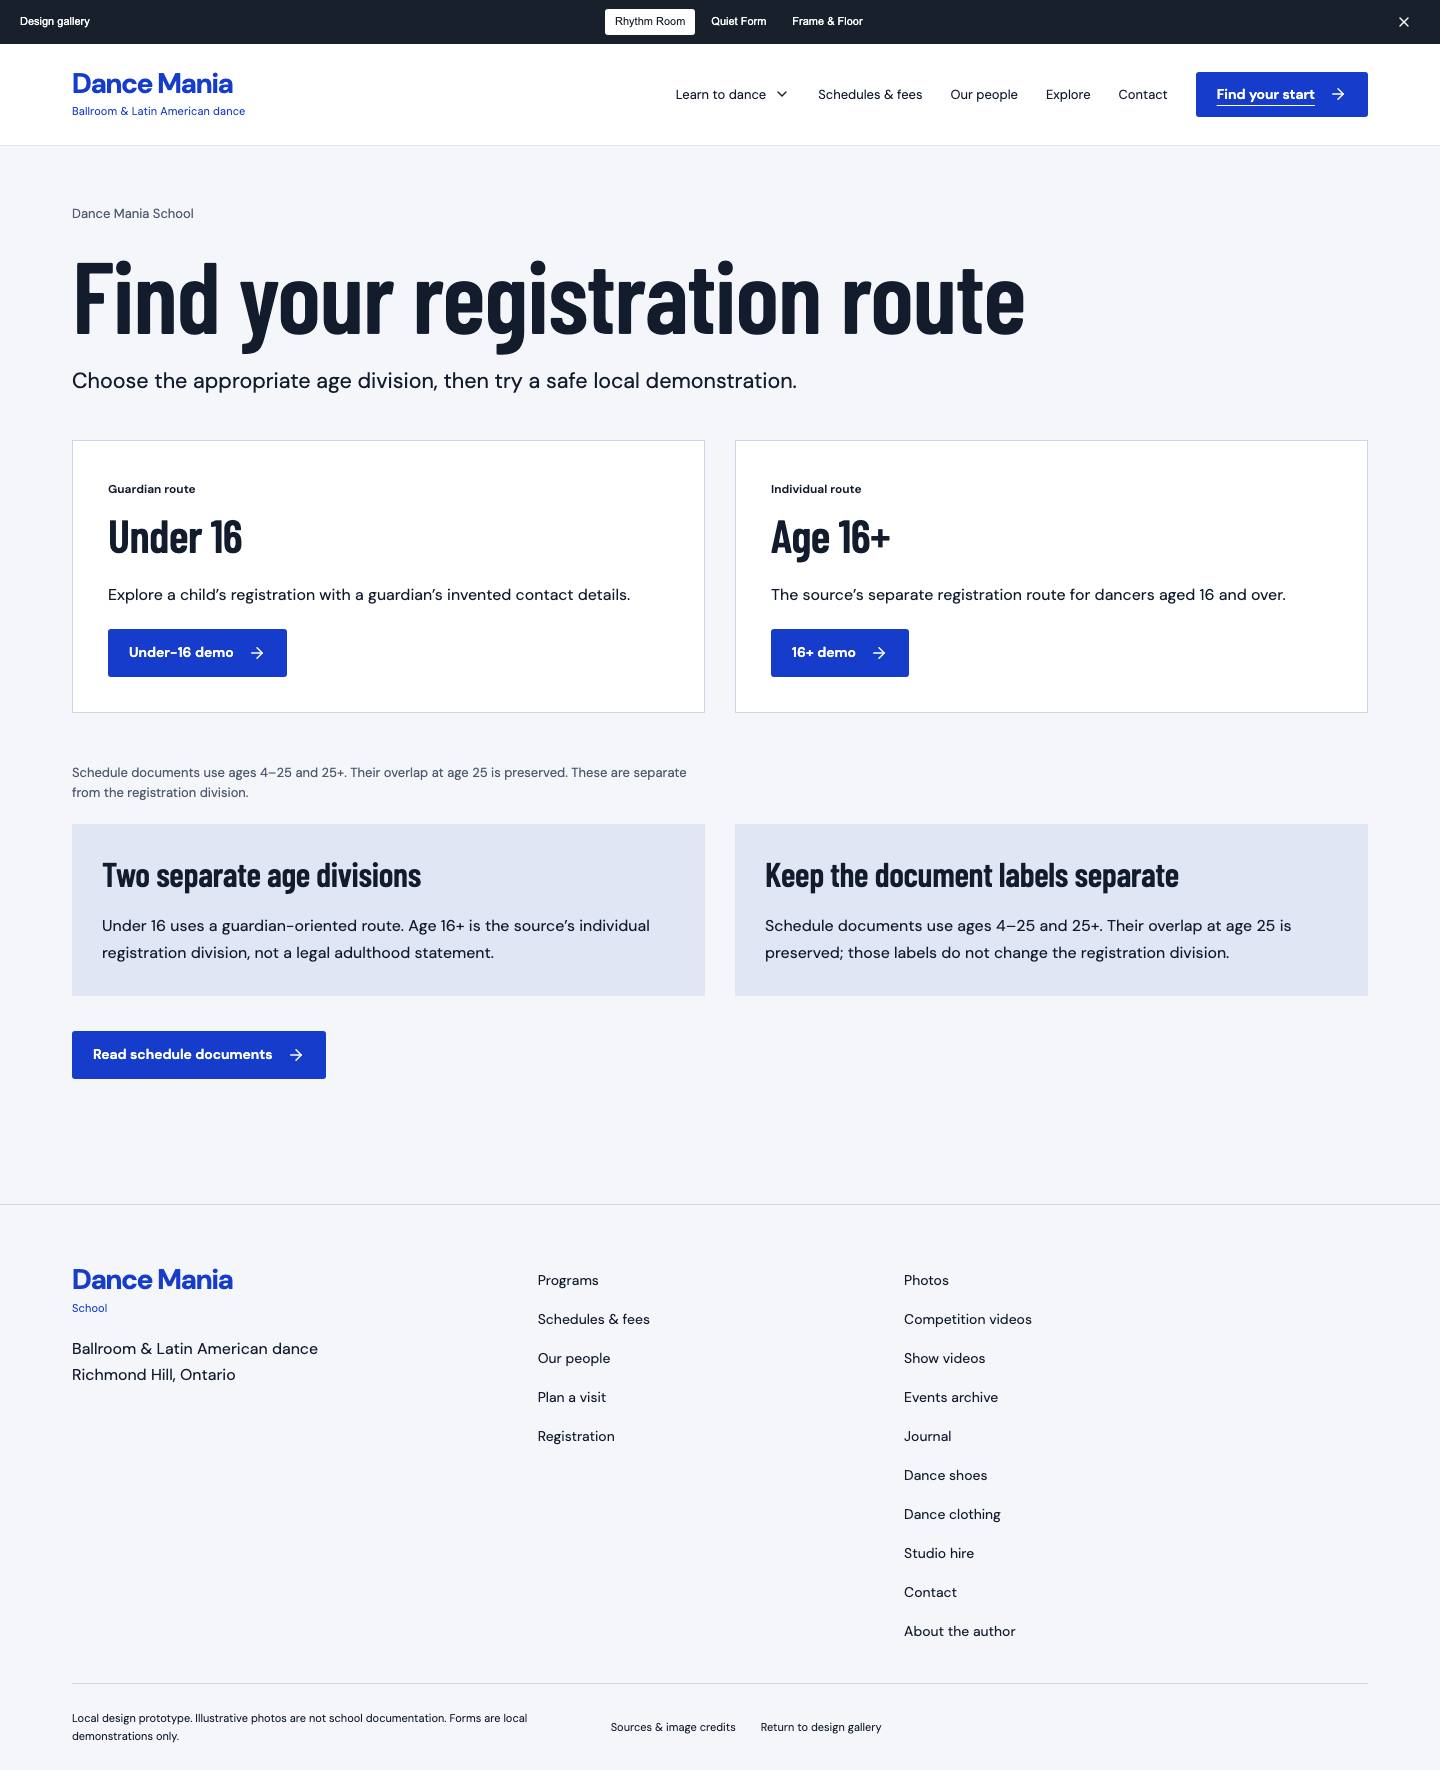 Design gallery
Rhythm Room
Quiet Form
Frame & Floor
Dance Mania
Ballroom & Latin American dance
Learn to dance
Schedules & fees
Our people
Explore
Contact
Find your start
Dance Mania School
Find your registration route
Choose the appropriate age division, then try a safe local demonstration.
Guardian route
Under 16
Explore a child’s registration with a guardian’s invented contact details.
Under-16 demo
Individual route
Age 16+
The source’s separate registration route for dancers aged 16 and over.
16+ demo
Schedule documents use ages 4–25 and 25+. Their overlap at age 25 is preserved. These are separate
from the registration division.
Two separate age divisions
Under 16 uses a guardian-oriented route. Age 16+ is the source’s individual
registration division, not a legal adulthood statement.
Keep the document labels separate
Schedule documents use ages 4–25 and 25+. Their overlap at age 25 is
preserved; those labels do not change the registration division.
Read schedule documents
Dance Mania
School
Ballroom & Latin American dance
Richmond Hill, Ontario
Programs
Schedules & fees
Our people
Plan a visit
Registration
Photos
Competition videos
Show videos
Events archive
Journal
Dance shoes
Dance clothing
Studio hire
Contact
About the author
Local design prototype. Illustrative photos are not school documentation. Forms are local
demonstrations only.
Sources & image credits
Return to design gallery